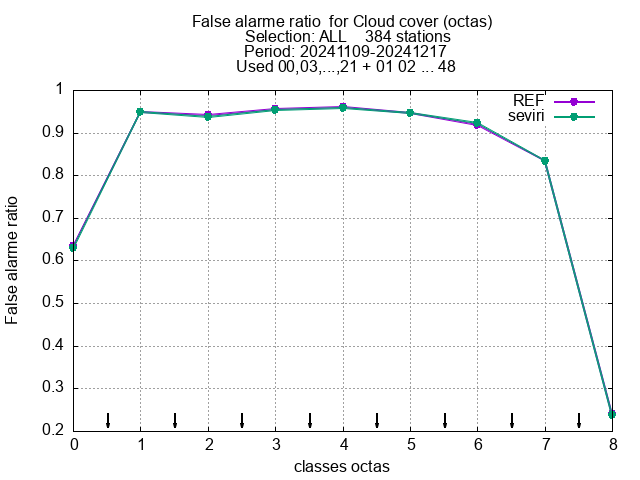 False alarme ratio  for Cloud cover (octas)
Selection: ALL    384 stations
Period: 20241109-20241217
Used 00,03,...,21 + 01 02 ... 48
REF
seviri
1
0.9
0.8
0.7
0.6
0.5
0.4
0.3
0.2
False alarme ratio
0 1 2 3 4 5 6 7 8
classes octas